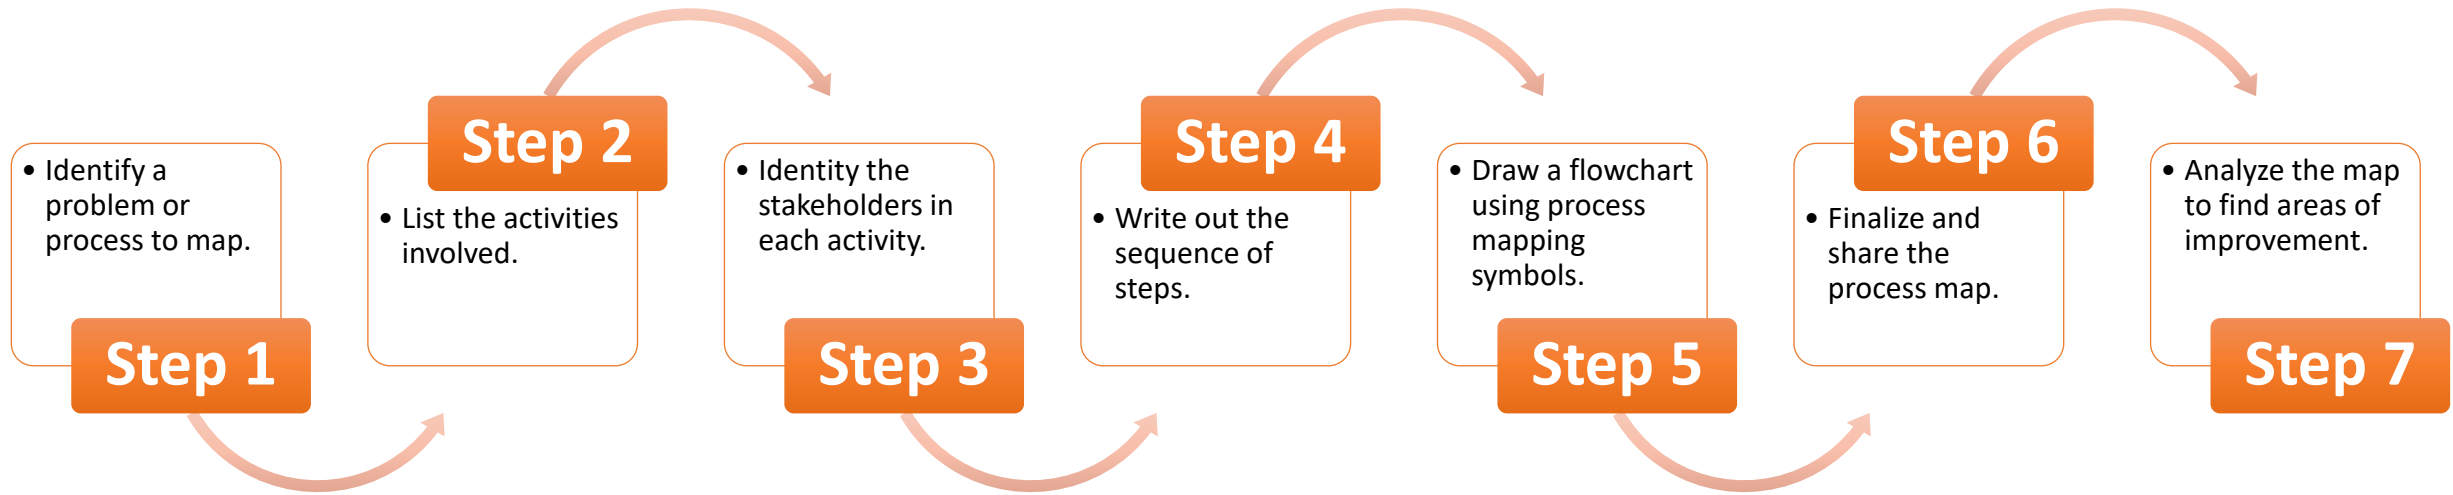 • Identify a
problem or
process to map.
Step 1
Step 2
• List the activities
involved.
• Identity the
stakeholders in
each activity.
Step 3
Step 4
• Write out the
sequence of
steps.
• Draw a flowchart
using process
mapping
symbols.
Step 5
Step 6
• Finalize and
share the
process map.
• Analyze the map
to find areas of
improvement.
Step 7